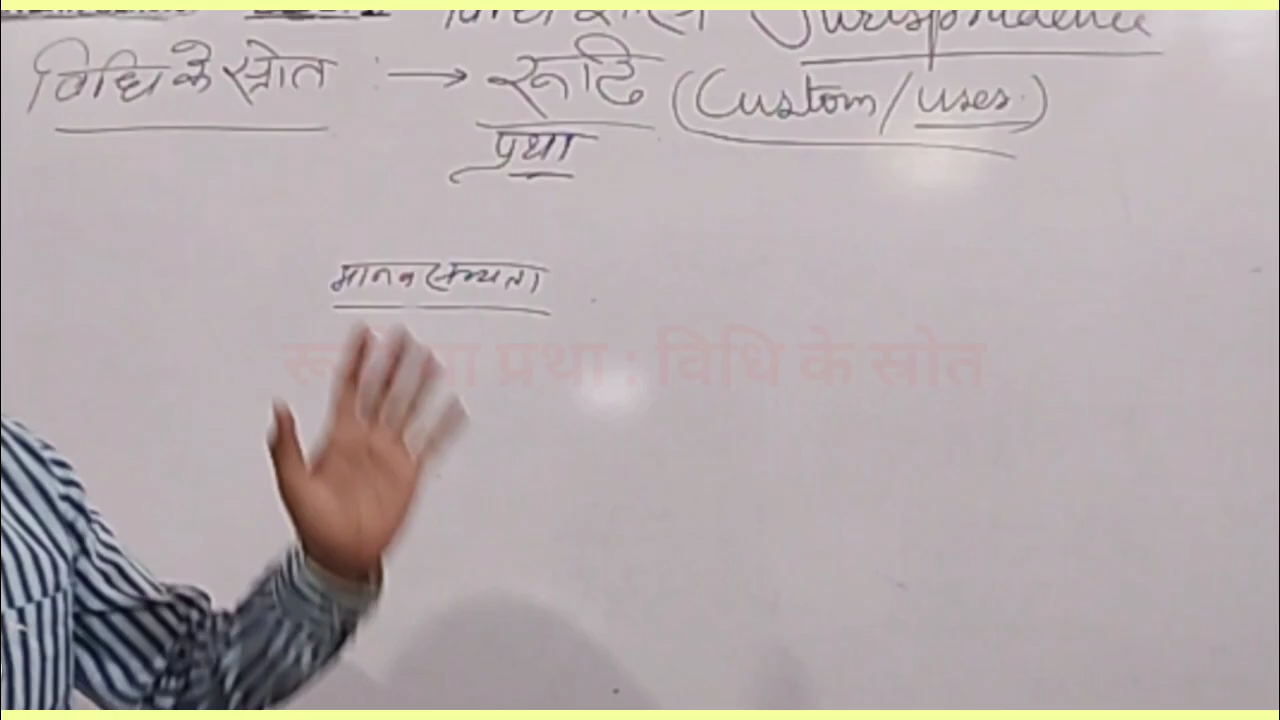 विधि शास्त्र Jurisprudence
विधि के स्रोत : → रूढि (Custom/uses.)
प्रथा
मानव सभ्यता
प्रथा : विधि के स्रोत